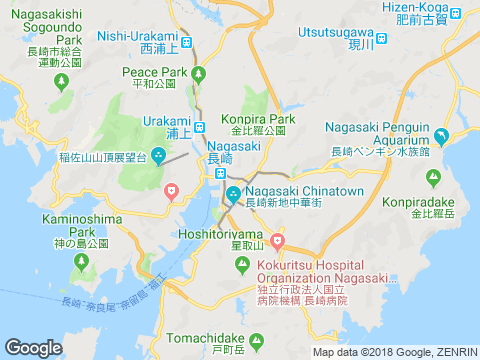 Hizen-Koga
肥前古賀
Nagasakishi
Sogoundo
Park
長崎市総合
運動公園
Nishi-Urakami
西浦上
Utsutsugawa
現川
Peace Park
平和公園
Konpira Park
金比羅公園
Urakami
浦上
Nagasaki Penguin
Aquarium
長崎ペンギン水族館
Nagasaki
長崎
稲佐山山頂展望台
Nagasaki Chinatown
長崎新地中華街
Konpiradake
金比羅岳
Kaminoshima
Park
神の島公園
Hoshitoriyama
星取山
Kokuritsu Hospital
Organization Nagasaki...
独立行政法人国立
病院機構 長崎病院
長崎-奈良尾-奈留島-福江
Tomachidake
戸町岳
Google
Map data ©2018 Google, ZENRIN